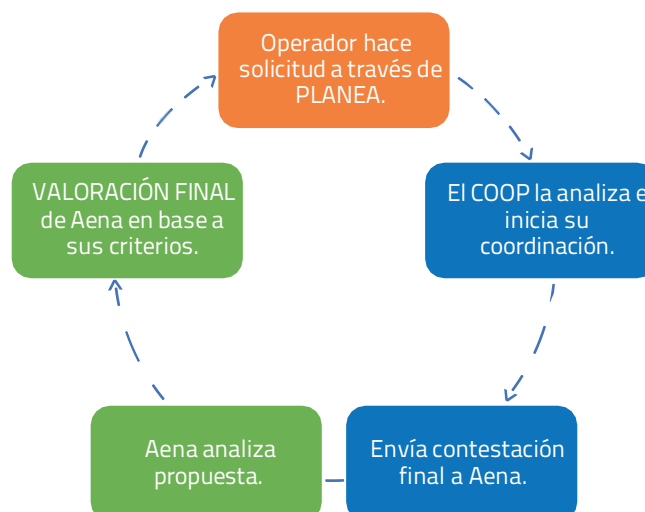 Operador hace
solicitud a través de
PLANEA.
VALORACIÓN FINAL
de Aena en base a
sus criterios.
El COOP la analiza e
inicia su
coordinación.
Aena analiza
propuesta.
Envía contestación
final a Aena.